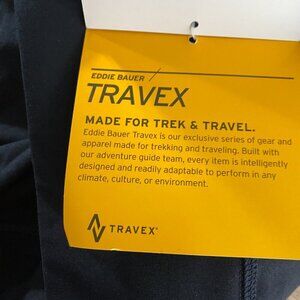 EDDIE BAUER
TRAVEX
MADE FOR TREK & TRAVEL.
Eddie Bauer Travex is our exclusive series of gear and
apparel made for trekking and traveling. Built with
our adventure guide team, every item is intelligently
designed and readily adaptable to perform in any
climate, culture, or environment.
TRAVEX®